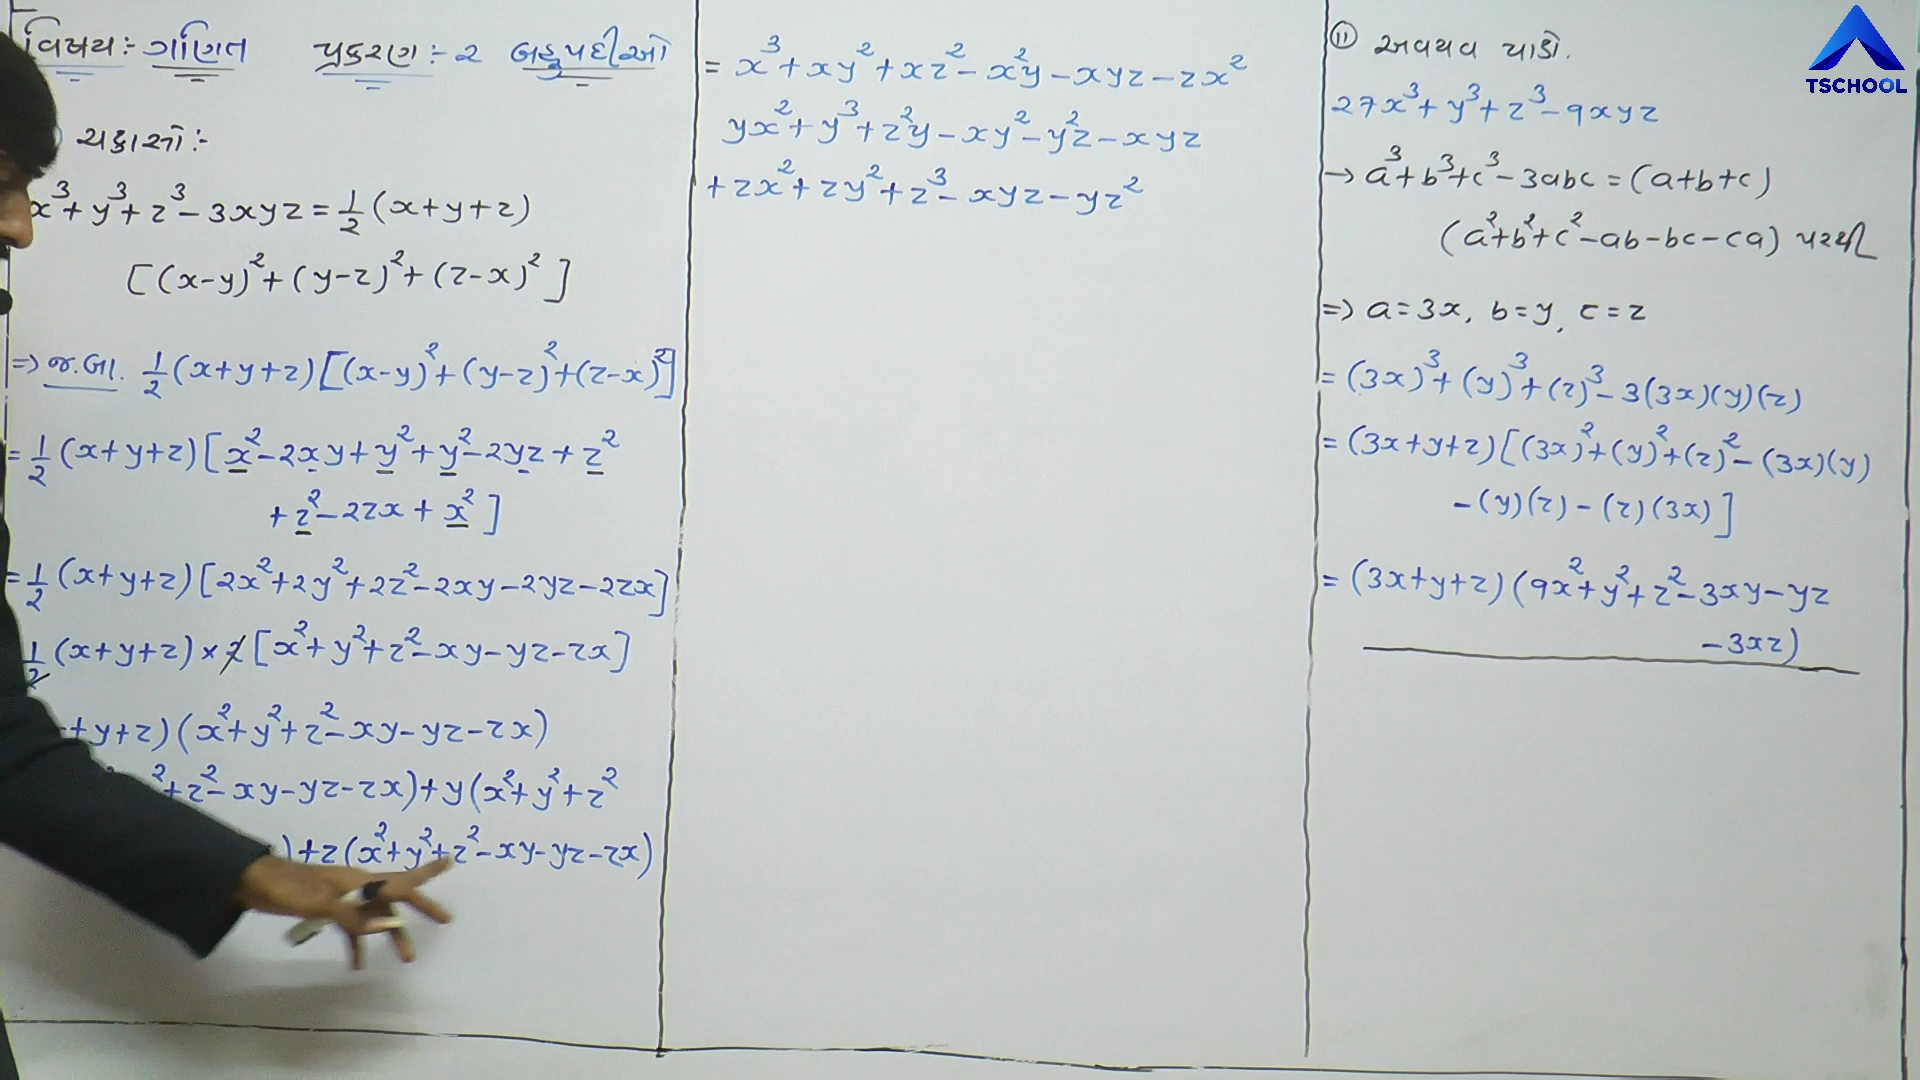 વિષય:- ગણિત પ્રકરણ:- ૨ બહુપદીઓ
ચકાસો:-
x³+y³+z³-3xyz=1/2(x+y+z)
[(x-y)²+(y-z)²+(z-x)²]
=> જ.બા. 1/2(x+y+z)[(x-y)²+(y-z)²+(z-x)²]
=1/2(x+y+z)[x²-2xy+y²+y²-2yz+z²
+z²-2zx+x²]
=1/2(x+y+z)[2x²+2y²+2z²-2xy-2yz-2zx]
1/2(x+y+z)×2[x²+y²+z²-xy-yz-zx]
+y+z)(x²+y²+z²-xy-yz-zx)
²+z²-xy-yz-zx)+y(x²+y²+z²
)+z(x²+y²+z²-xy-yz-zx)
=x³+xy²+xz²-x²y-xyz-zx²
yx²+y³+z²y-xy²-y²z-xyz
+zx²+zy²+z³-xyz-yz²
⑪ અવયવ પાડો.
27x³+y³+z³-9xyz
→ a³+b³+c³-3abc=(a+b+c)
(a²+b²+c²-ab-bc-ca) પરથી
=> a=3x, b=y, c=z
=(3x)³+(y)³+(z)³-3(3x)(y)(z)
=(3x+y+z)[(3x)²+(y)²+(z)²-(3x)(y)
-(y)(z)-(z)(3x)]
=(3x+y+z)(9x²+y²+z²-3xy-yz
-3xz)
TSCHOOL